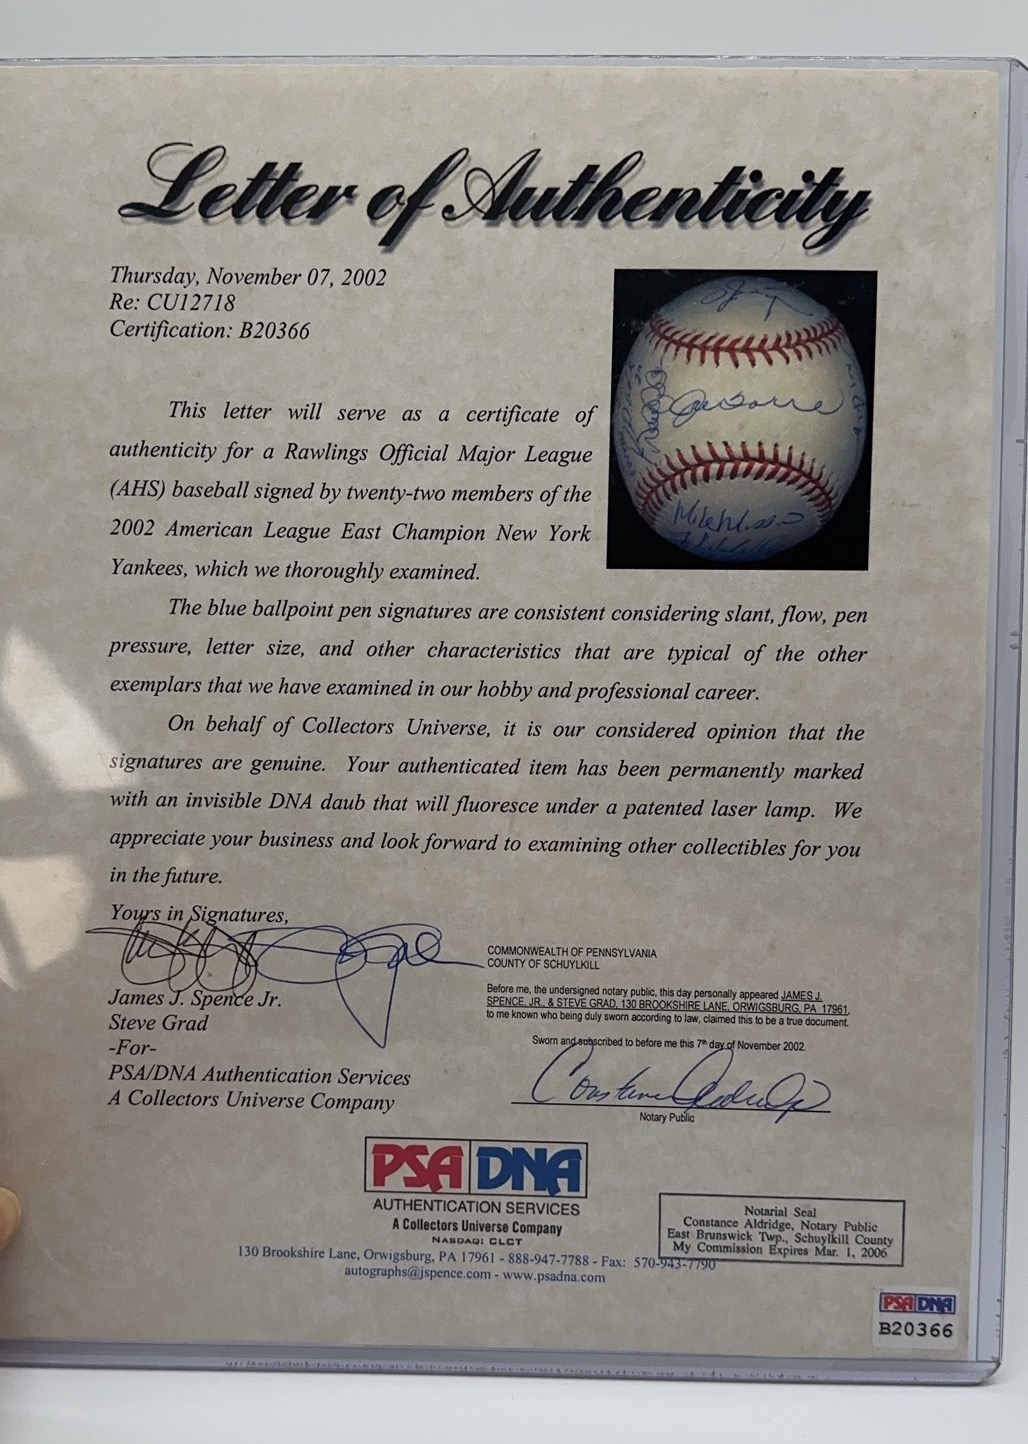 Letter of Authenticity
Thursday, November 07, 2002
Re: CU12718
Certification: B20366
This letter will serve as a certificate of
authenticity for a Rawlings Official Major League
(AHS) baseball signed by twenty-two members of the
2002 American League East Champion New York
Yankees, which we thoroughly examined.
The blue ballpoint pen signatures are consistent considering slant, flow, pen
pressure, letter size, and other characteristics that are typical of the other
exemplars that we have examined in our hobby and professional career.
On behalf of Collectors Universe, it is our considered opinion that the
signatures are genuine. Your authenticated item has been permanently marked
with an invisible DNA daub that will fluoresce under a patented laser lamp. We
appreciate your business and look forward to examining other collectibles for you
in the future.
Yours in Signatures,
James J. Spence Jr.
Steve Grad
-For-
PSA/DNA Authentication Services
A Collectors Universe Company
COMMONWEALTH OF PENNSYLVANIA
COUNTY OF SCHUYLKILL
Before me, the undersigned notary public, this day personally appeared JAMES J.
SPENCE, JR., & STEVE GRAD, 130 BROOKSHIRE LANE, ORWIGSBURG, PA 17961,
to me known who being duly sworn according to law, claimed this to be a true document.
Sworn and subscribed to before me this 7th day of November 2002.
Constance Aldridge
Notary Public
PSA DNA
AUTHENTICATION SERVICES
A Collectors Universe Company
NASDAQ: CLCT
130 Brookshire Lane, Orwigsburg, PA 17961 - 888-947-7788 - Fax: 570-943-7790
autographs@jspence.com - www.psadna.com
Notarial Seal
Constance Aldridge, Notary Public
East Brunswick Twp., Schuylkill County
My Commission Expires Mar. 1, 2006
PSA DNA
B20366